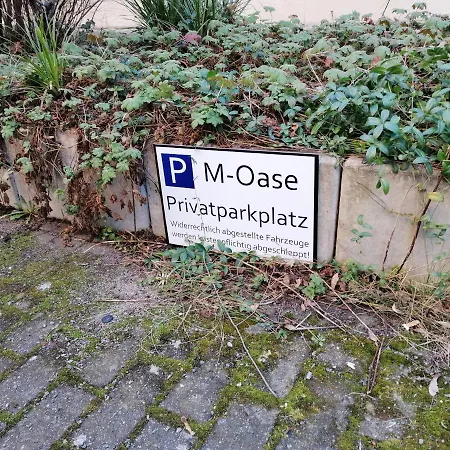 P M-Oase
Privatparkplatz
Widerrechtlich abgestellte Fahrzeuge
werden kostenpflichtig abgeschleppt!